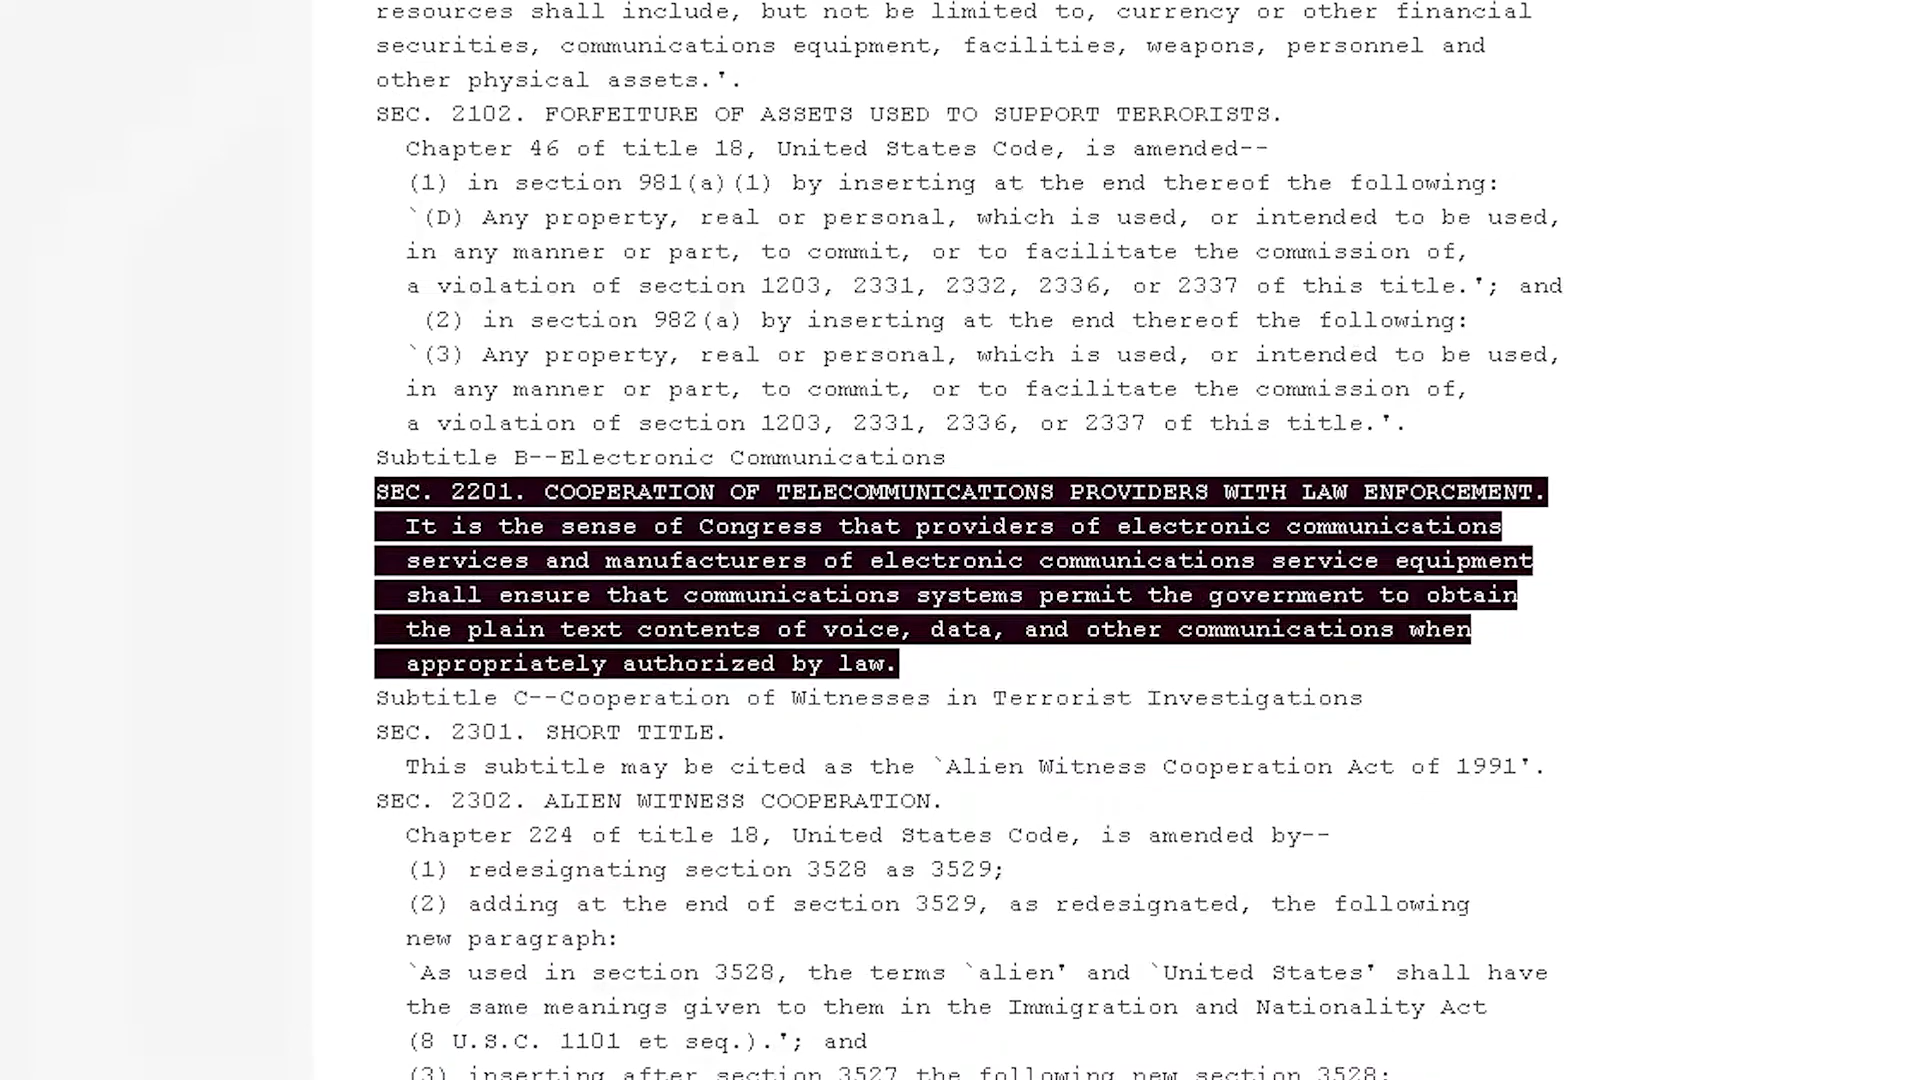 resources shall include, but not be limited to, currency or other financial
securities, communications equipment, facilities, weapons, personnel and
other physical assets.'.
SEC. 2102. FORFEITURE OF ASSETS USED TO SUPPORT TERRORISTS.
Chapter 46 of title 18, United States Code, is amended--
(1) in section 981(a)(1) by inserting at the end thereof the following:
`(D) Any property, real or personal, which is used, or intended to be used,
in any manner or part, to commit, or to facilitate the commission of,
a violation of section 1203, 2331, 2332, 2336, or 2337 of this title.'; and
(2) in section 982(a) by inserting at the end thereof the following:
`(3) Any property, real or personal, which is used, or intended to be used,
in any manner or part, to commit, or to facilitate the commission of,
a violation of section 1203, 2331, 2336, or 2337 of this title.'.
Subtitle B--Electronic Communications
SEC. 2201. COOPERATION OF TELECOMMUNICATIONS PROVIDERS WITH LAW ENFORCEMENT.
It is the sense of Congress that providers of electronic communications
services and manufacturers of electronic communications service equipment
shall ensure that communications systems permit the government to obtain
the plain text contents of voice, data, and other communications when
appropriately authorized by law.
Subtitle C--Cooperation of Witnesses in Terrorist Investigations
SEC. 2301. SHORT TITLE.
This subtitle may be cited as the `Alien Witness Cooperation Act of 1991'.
SEC. 2302. ALIEN WITNESS COOPERATION.
Chapter 224 of title 18, United States Code, is amended by--
(1) redesignating section 3528 as 3529;
(2) adding at the end of section 3529, as redesignated, the following
new paragraph:
`As used in section 3528, the terms `alien' and `United States' shall have
the same meanings given to them in the Immigration and Nationality Act
(8 U.S.C. 1101 et seq.).'; and
(3) inserting after section 3527 the following new section 3528: